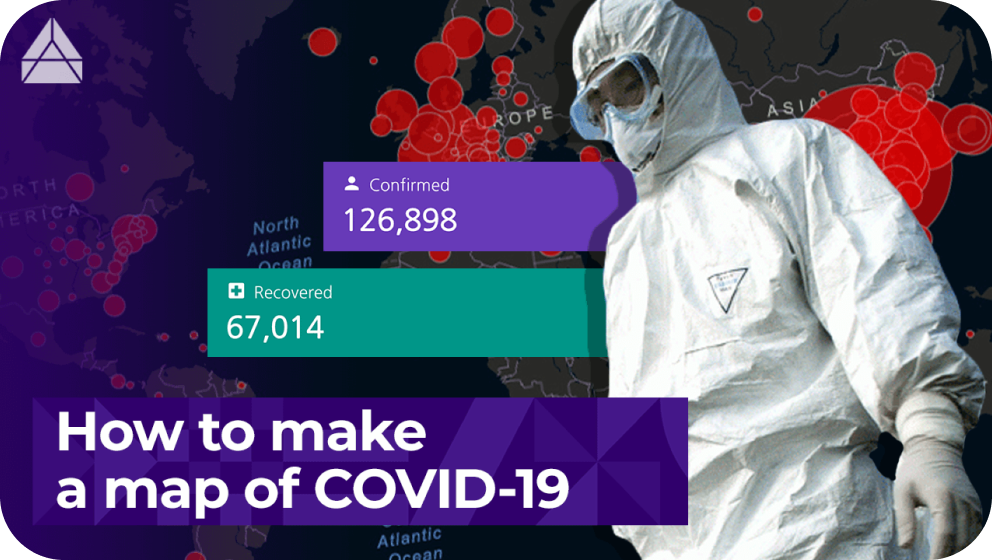 EUROPE
ASIA
Confirmed
126,898
NORTH
AMERICA
North
Atlantic
Ocean
Recovered
67,014
How to make
a map of COVID-19
Atlantic
Ocean